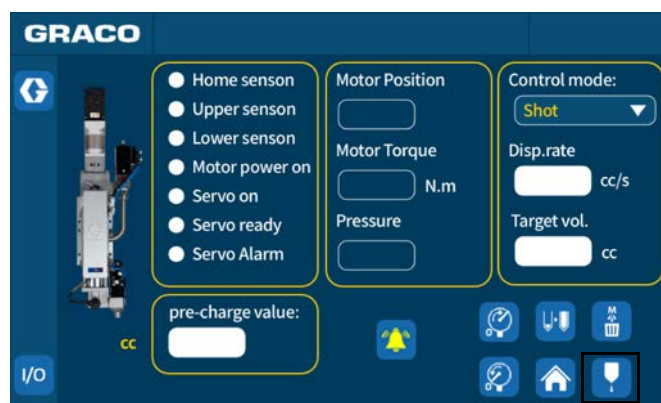 GRACO
Home senson
Upper senson
Lower senson
Motor power on
Servo on
Servo ready
Servo Alarm
Motor Position
Motor Torque
N.m
Pressure
Control mode:
Shot
Disp.rate
cc/s
Target vol.
cc
cc
pre-charge value:
M
I/O